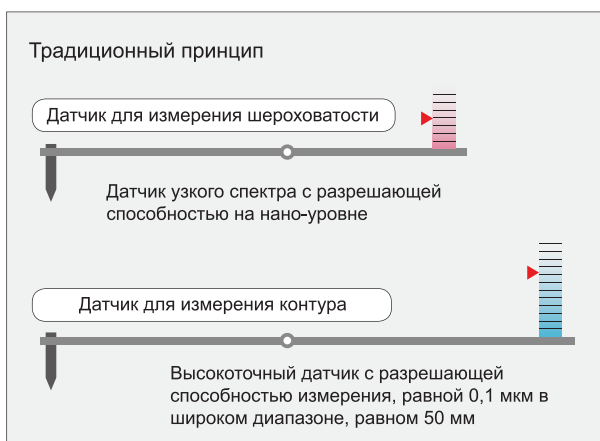 Традиционный принцип
Датчик для измерения шероховатости
Датчик узкого спектра с разрешающей
способностью на нано-уровне
Датчик для измерения контура
Высокоточный датчик с разрешающей
способностью измерения, равной 0,1 мкм в
широком диапазоне, равном 50 мм